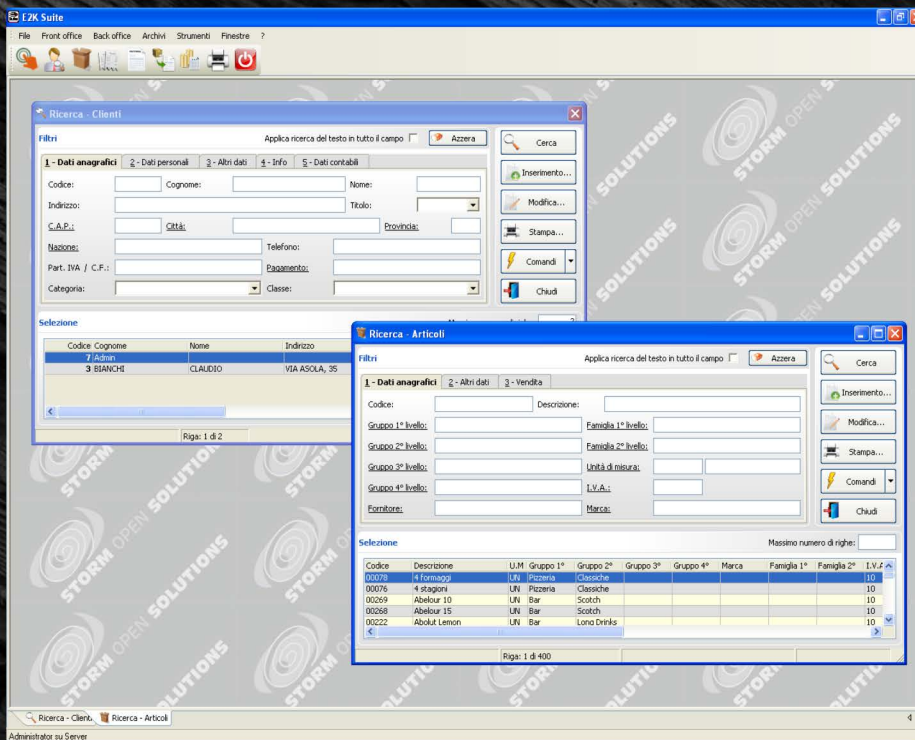 E2K Suite
File Front office Back office Archivi Strumenti Finestre ?
Ricerca - Clienti
Filtri Applica ricerca del testo in tutto il campo Azzera
1 - Dati anagrafici 2 - Dati personali 3 - Altri dati 4 - Info 5 - Dati contabili
Codice: Cognome: Nome:
Indirizzo: Titolo:
C.A.P.: Città: Provincia:
Nazione: Telefono:
Part. IVA / C.F.: Pagamento:
Categoria: Classe:
Cerca
Inserimento...
Modifica...
Stampa...
Comandi
Chiudi
Selezione
Codice Cognome Nome Indirizzo
7 Admin
3 BIANCHI CLAUDIO VIA ASOLA, 35
Riga: 1 di 2
Ricerca - Articoli
Filtri Applica ricerca del testo in tutto il campo Azzera
1 - Dati anagrafici 2 - Altri dati 3 - Vendita
Codice: Descrizione:
Gruppo 1° livello: Famiglia 1° livello:
Gruppo 2° livello: Famiglia 2° livello:
Gruppo 3° livello: Unità di misura:
Gruppo 4° livello: I.V.A.:
Fornitore: Marca:
Cerca
Inserimento...
Modifica...
Stampa...
Comandi
Chiudi
Selezione Massimo numero di righe:
Codice Descrizione U.M Gruppo 1° Gruppo 2° Gruppo 3° Gruppo 4° Marca Famiglia 1° Famiglia 2° I.V.A
00078 4 formaggi UN Pizzeria Classiche 10
00076 4 stagioni UN Pizzeria Classiche 10
00269 Abelour 10 UN Bar Scotch 10
00268 Abelour 15 UN Bar Scotch 10
00222 Abolut Lemon UN Bar Long Drinks 10
Riga: 1 di 400
STORM OPEN SOLUTIONS
Ricerca - Clienti Ricerca - Articoli
Administrator su Server